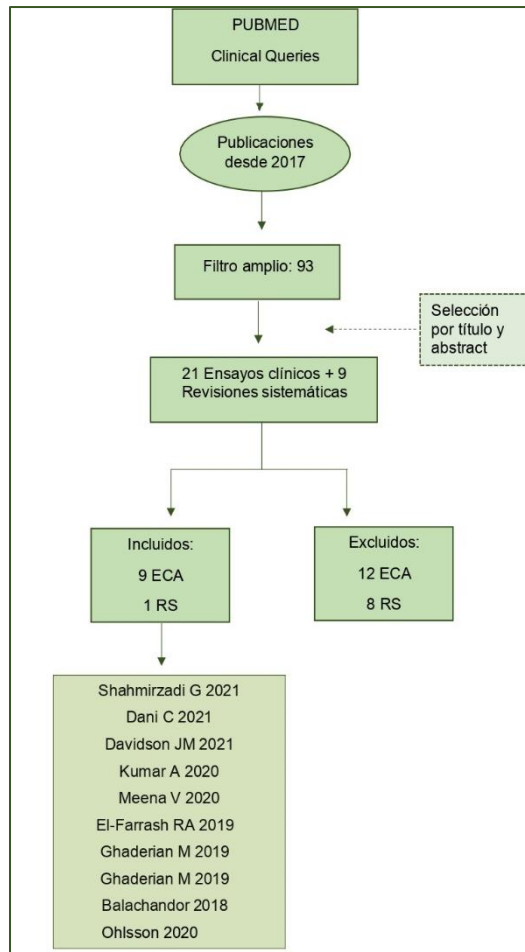 PUBMED
Clinical Queries
Publicaciones
desde 2017
Filtro amplio: 93
Selección
por título y
abstract
21 Ensayos clínicos + 9
Revisiones sistemáticas
Incluidos:
9 ECA
1 RS
Excluidos:
12 ECA
8 RS
Shahmirzadi G 2021
Dani C 2021
Davidson JM 2021
Kumar A 2020
Meena V 2020
El-Farrash RA 2019
Ghaderian M 2019
Ghaderian M 2019
Balachandor 2018
Ohlsson 2020